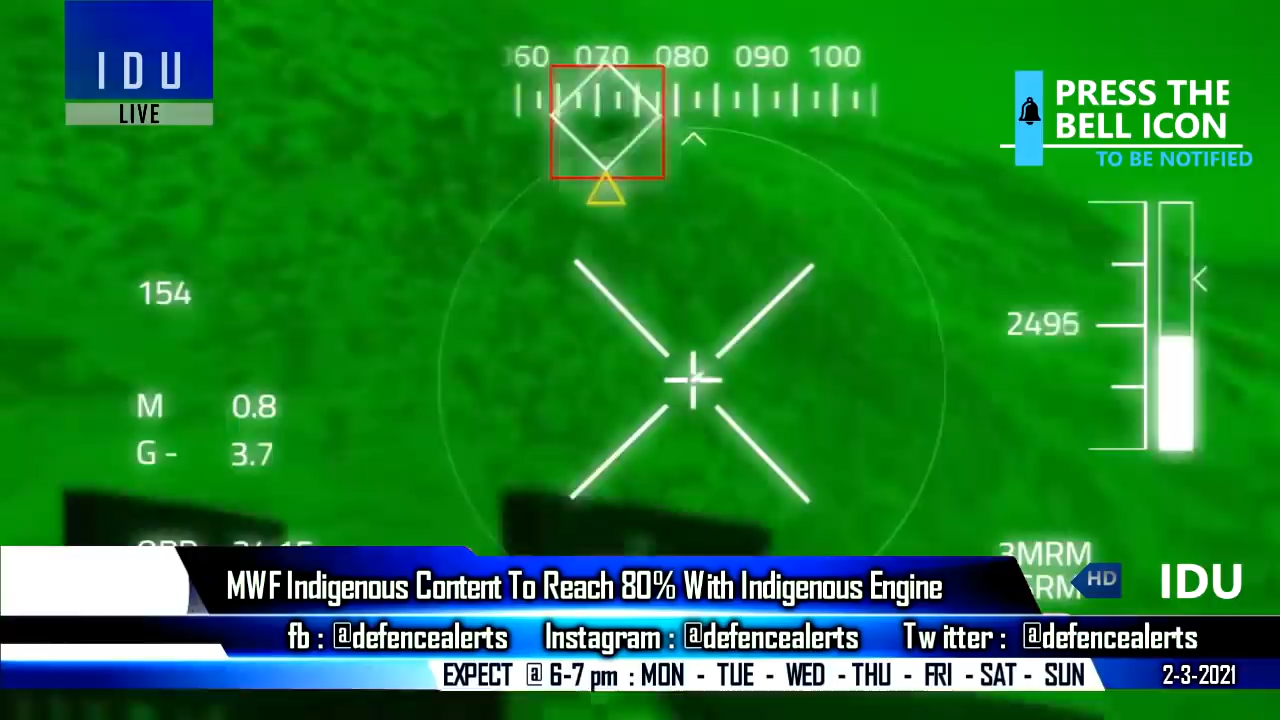 IDU
LIVE
060 070 080 090 100
PRESS THE
BELL ICON
TO BE NOTIFIED
154
2496
M 0.8
G - 3.7
3MRM
HD
IDU
MWF Indigenous Content To Reach 80% With Indigenous Engine
fb : @defencealerts Instagram : @defencealerts Twitter : @defencealerts
EXPECT @ 6-7 pm : MON - TUE - WED - THU - FRI - SAT - SUN
2-3-2021